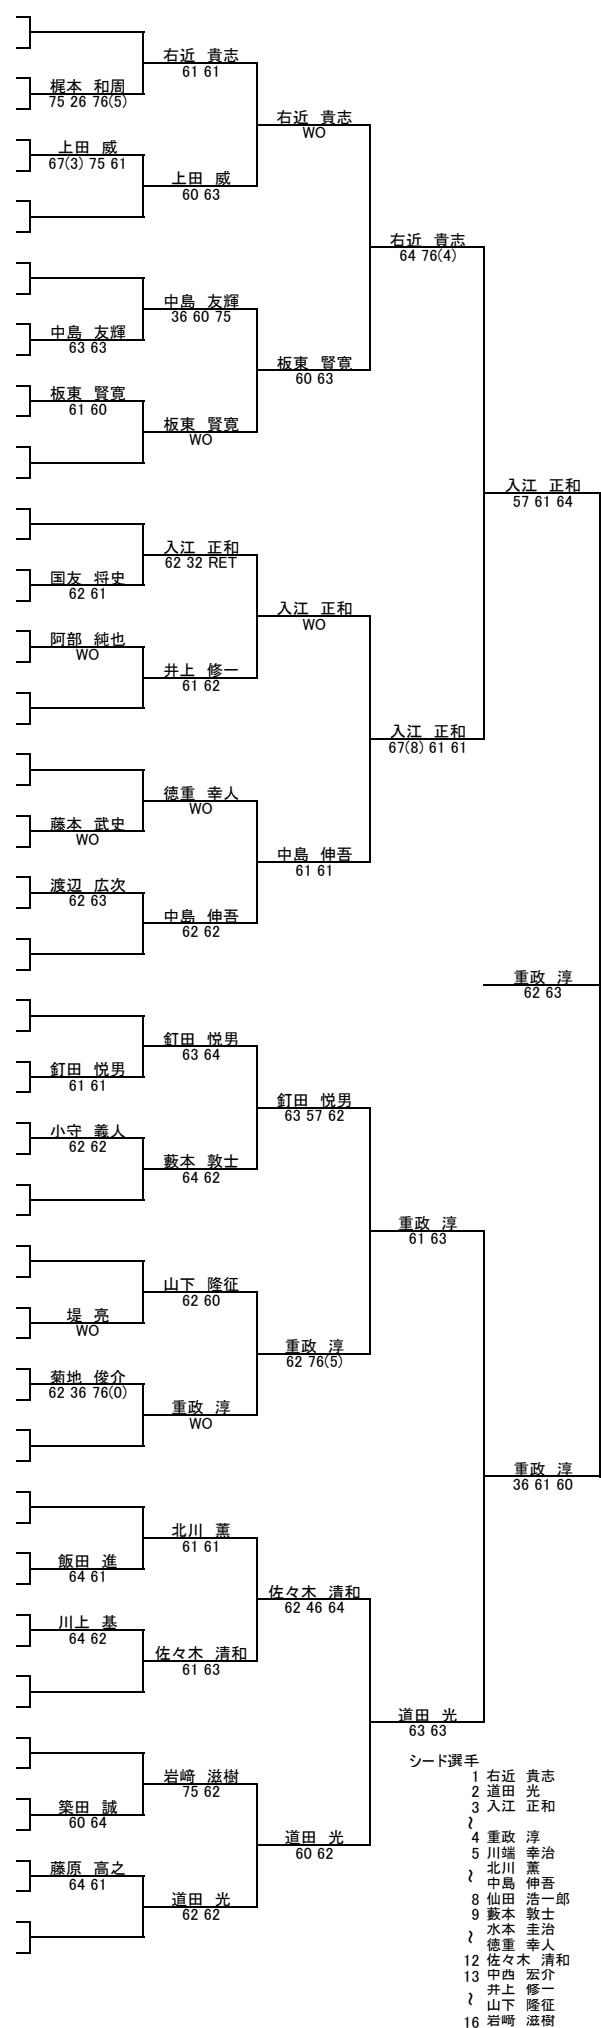 右近 貴志
61 61
梶本 和周
75 26 76(5)
右近 貴志
WO
上田 威
67(3) 75 61
上田 威
60 63
右近 貴志
64 76(4)
中島 友輝
36 60 75
中島 友輝
63 63
板東 賢寛
60 63
板東 賢寛
61 60
板東 賢寛
WO
入江 正和
57 61 64
入江 正和
62 32 RET
国友 将史
62 61
入江 正和
WO
阿部 純也
WO
井上 修一
61 62
入江 正和
67(8) 61 61
徳重 幸人
WO
藤本 武史
WO
中島 伸吾
61 61
渡辺 広次
62 63
中島 伸吾
62 62
重政 淳
62 63
釘田 悦男
63 64
釘田 悦男
61 61
釘田 悦男
63 57 62
小守 義人
62 62
藪本 敦士
64 62
重政 淳
61 63
山下 隆征
62 60
堤 亮
WO
重政 淳
62 76(5)
菊地 俊介
62 36 76(0)
重政 淳
WO
重政 淳
36 61 60
北川 薫
61 61
飯田 進
64 61
佐々木 清和
62 46 64
川上 基
64 62
佐々木 清和
61 63
道田 光
63 63
岩﨑 滋樹
75 62
築田 誠
60 64
道田 光
60 62
藤原 高之
64 61
道田 光
62 62
シード選手
1 右近 貴志
2 道田 光
3 入江 正和
~
4 重政 淳
5 川端 幸治
北川 薫
~
中島 伸吾
8 仙田 浩一郎
9 藪本 敦士
水本 圭治
~
徳重 幸人
12 佐々木 清和
13 中西 宏介
井上 修一
~
山下 隆征
16 岩﨑 滋樹